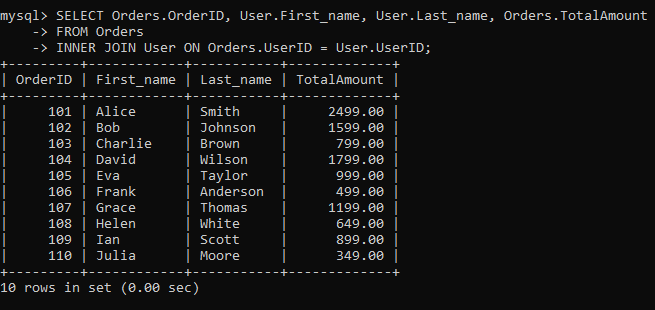 mysql> SELECT Orders.OrderID, User.First_name, User.Last_name, Orders.TotalAmount
    -> FROM Orders
    -> INNER JOIN User ON Orders.UserID = User.UserID;
+---------+------------+-----------+-------------+
| OrderID | First_name | Last_name | TotalAmount |
+---------+------------+-----------+-------------+
|     101 | Alice      | Smith     |     2499.00 |
|     102 | Bob        | Johnson   |     1599.00 |
|     103 | Charlie    | Brown     |      799.00 |
|     104 | David      | Wilson    |     1799.00 |
|     105 | Eva        | Taylor    |      999.00 |
|     106 | Frank      | Anderson  |      499.00 |
|     107 | Grace      | Thomas    |     1199.00 |
|     108 | Helen      | White     |      649.00 |
|     109 | Ian        | Scott     |      899.00 |
|     110 | Julia      | Moore     |      349.00 |
+---------+------------+-----------+-------------+
10 rows in set (0.00 sec)